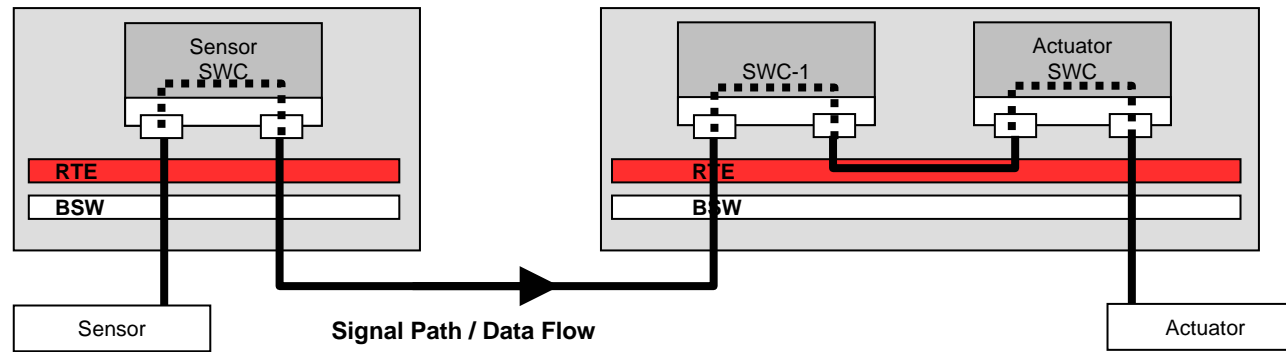 Sensor
SWC
RTE
BSW
SWC-1
Actuator
SWC
RTE
BSW
Sensor
Signal Path / Data Flow
Actuator